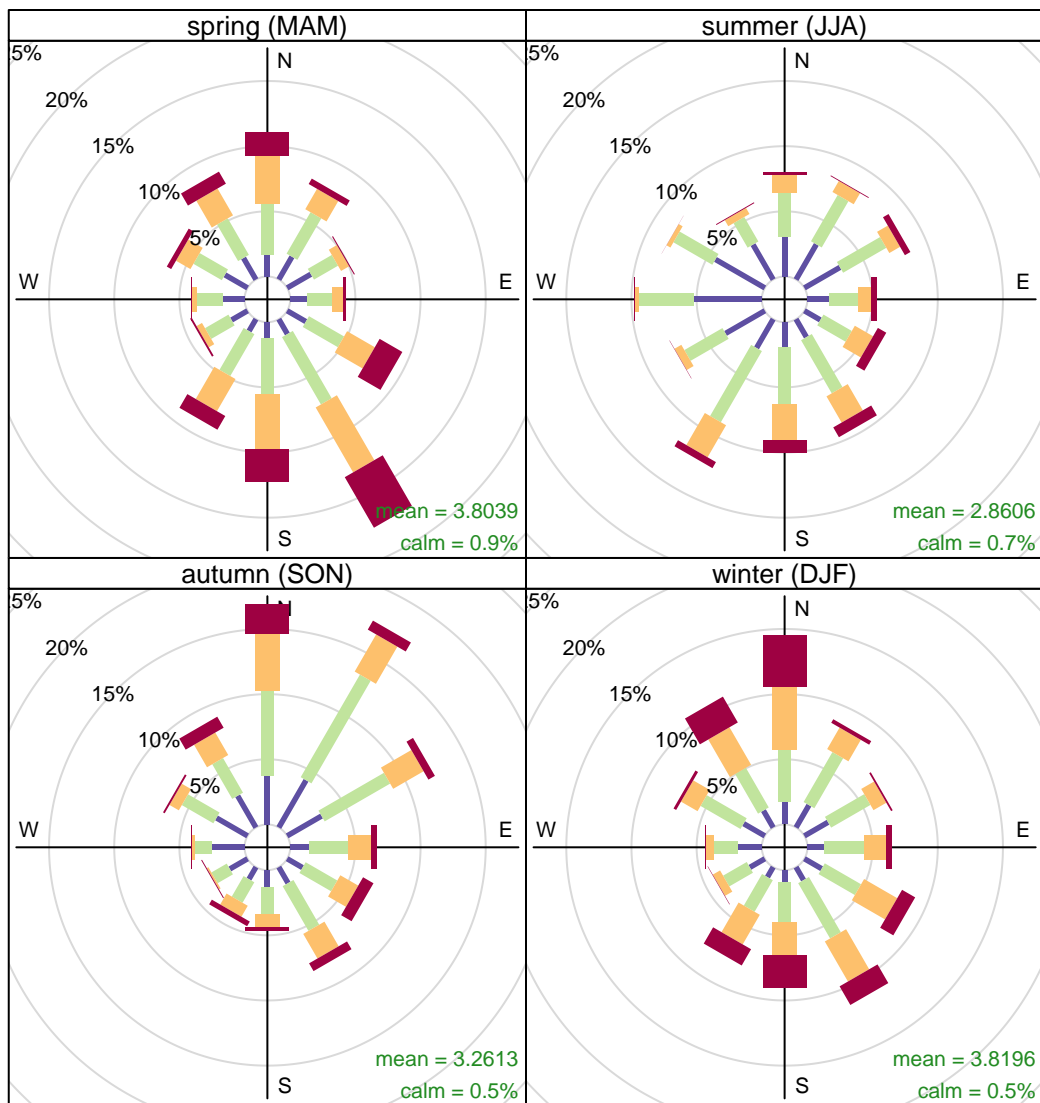 spring (MAM)
5%
20%
15%
10%
5%
N
W
E
S
mean = 3.8039
calm = 0.9%
summer (JJA)
5%
20%
15%
10%
5%
N
W
E
S
mean = 2.8606
calm = 0.7%
autumn (SON)
5%
20%
15%
10%
5%
N
W
E
S
mean = 3.2613
calm = 0.5%
winter (DJF)
5%
20%
15%
10%
5%
N
W
E
S
mean = 3.8196
calm = 0.5%